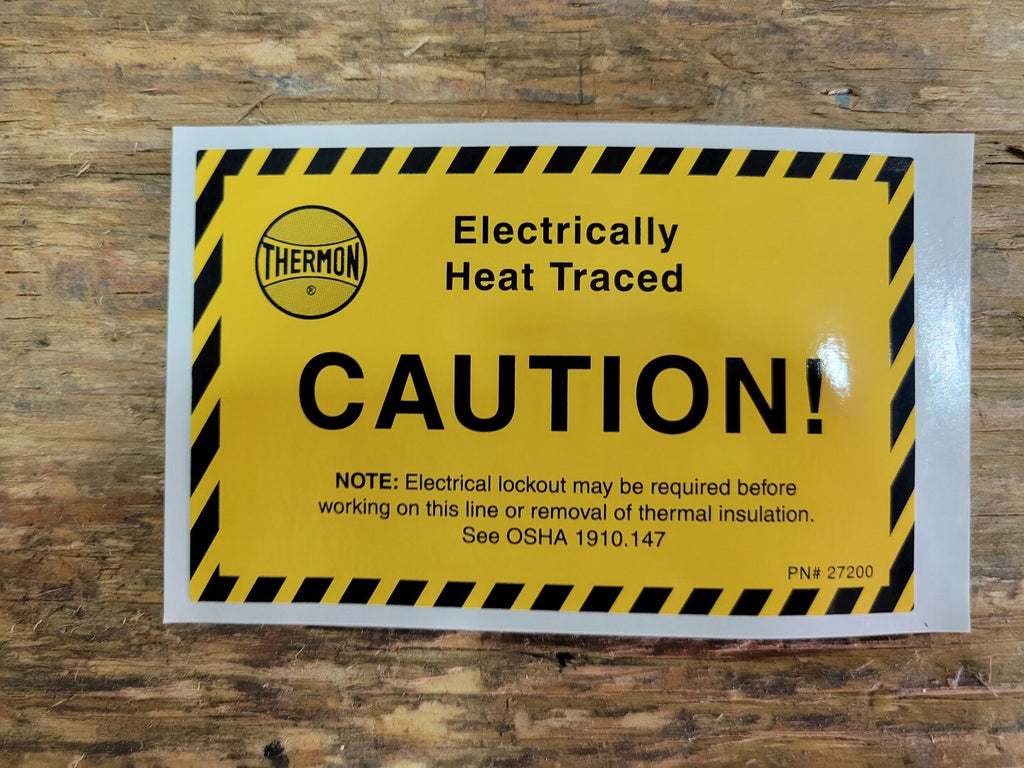 THERMON
®
Electrically
Heat Traced
CAUTION!
NOTE: Electrical lockout may be required before
working on this line or removal of thermal insulation.
See OSHA 1910.147
PN# 27200